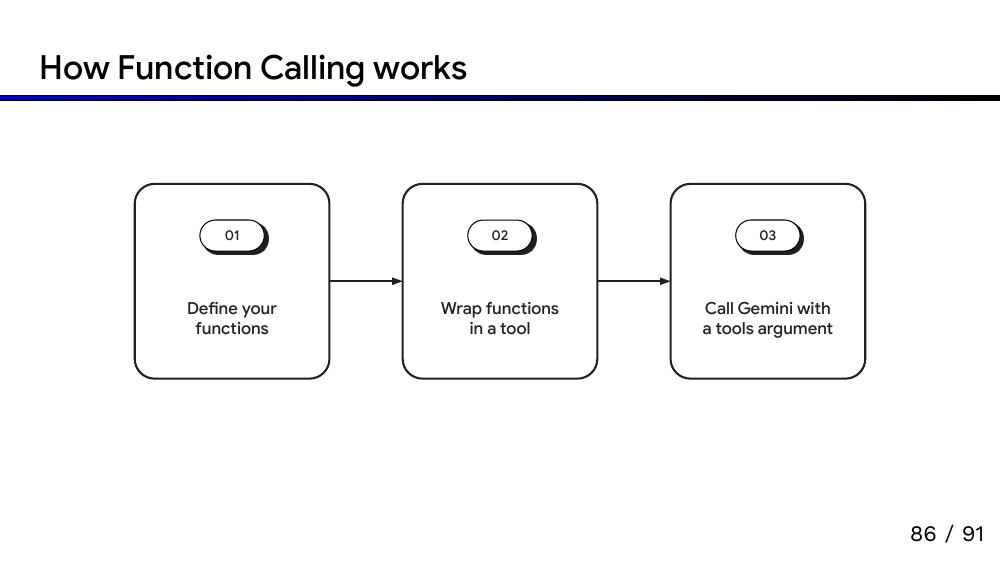 How Function Calling works
01
Define your
functions
02
Wrap functions
in a tool
03
Call Gemini with
a tools argument
86 / 91